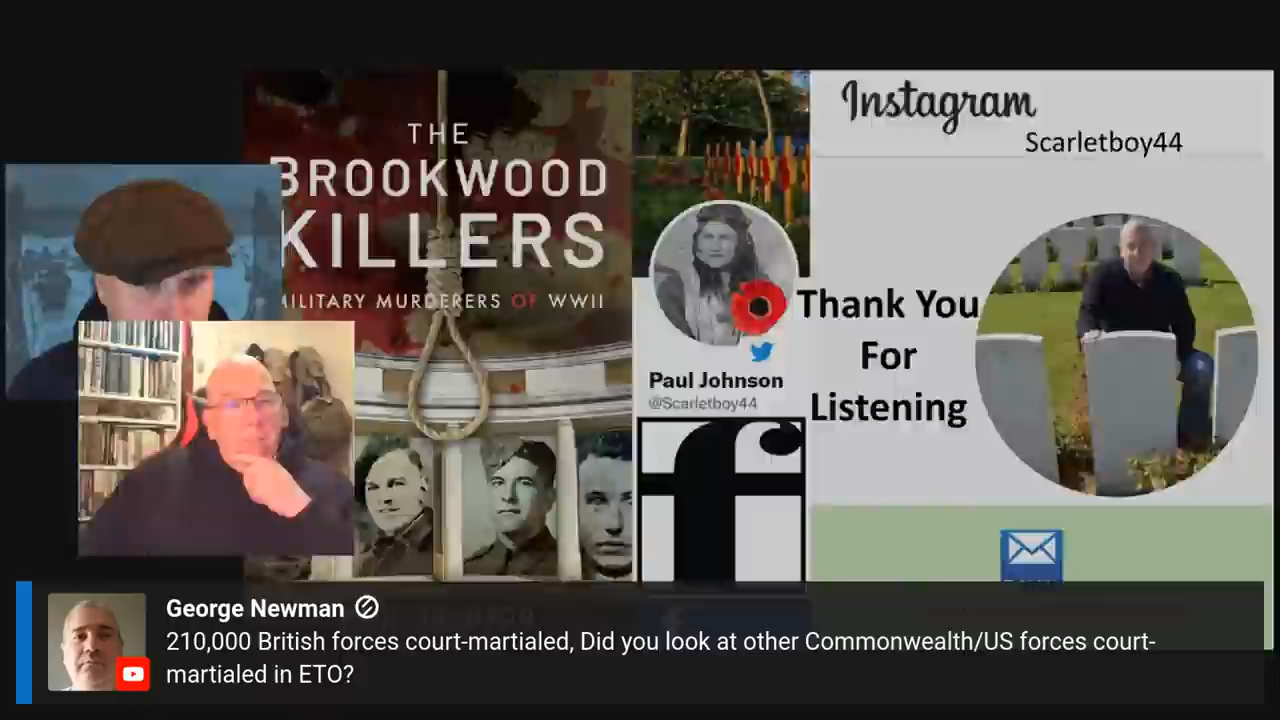 THE
BROOKWOOD
KILLERS
MILITARY MURDERERS OF WWII
Paul Johnson
@Scarletboy44
f
Instagram
Scarletboy44
Thank You
For
Listening
George Newman
210,000 British forces court-martialed, Did you look at other Commonwealth/US forces court-
martialed in ETO?